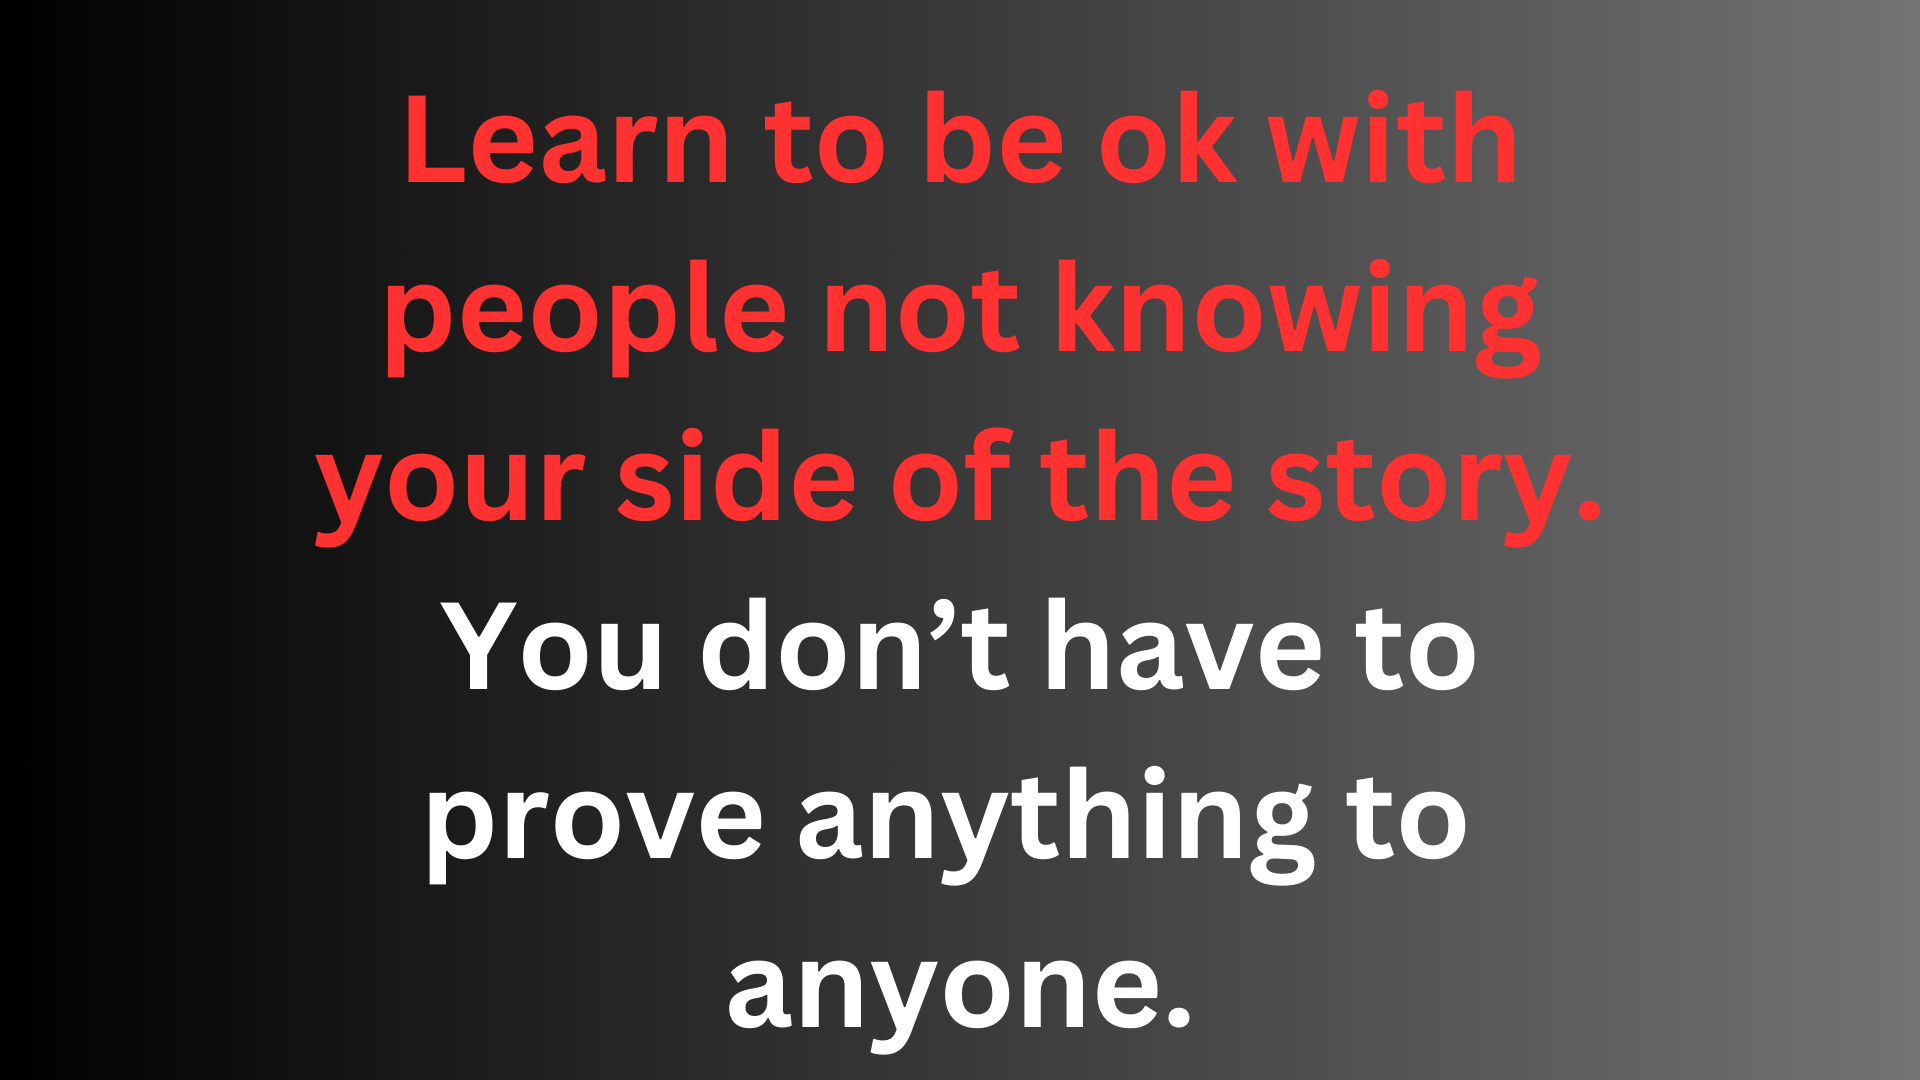 Learn to be ok with
people not knowing
your side of the story.
You don’t have to
prove anything to
anyone.